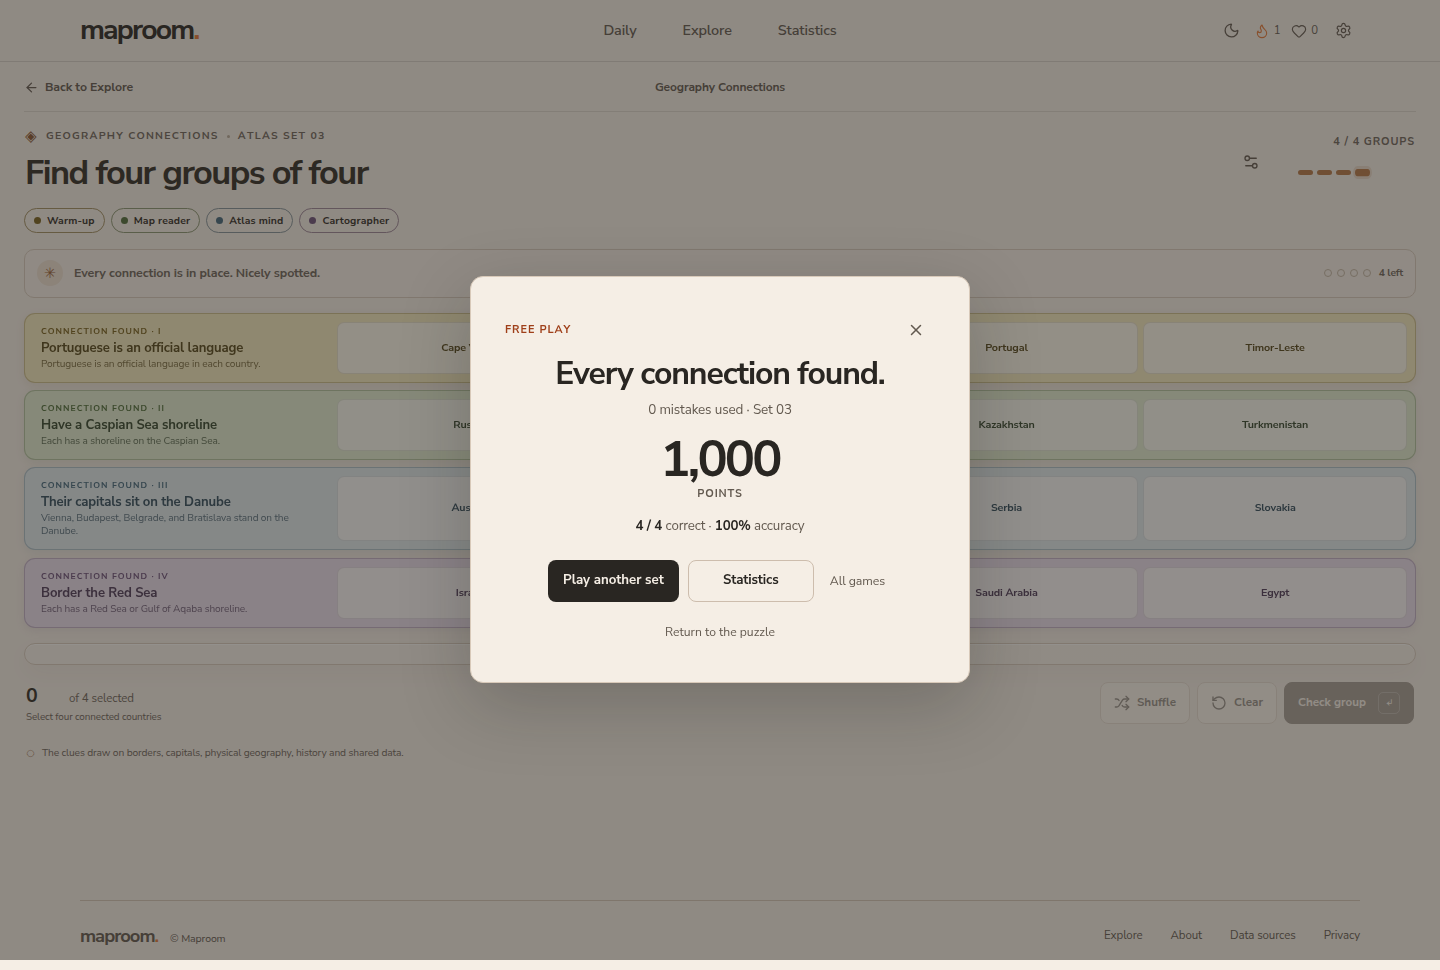 maproom.
Daily
Explore
Statistics
1
0
Back to Explore
Geography Connections
GEOGRAPHY CONNECTIONS • ATLAS SET 03
4 / 4 GROUPS
Find four groups of four
Warm-up
Map reader
Atlas mind
Cartographer
Every connection is in place. Nicely spotted.
4 left
CONNECTION FOUND · I
Portuguese is an official language
Portuguese is an official language in each country.
Cape
Portugal
Timor-Leste
CONNECTION FOUND · II
Have a Caspian Sea shoreline
Each has a shoreline on the Caspian Sea.
Kazakhstan
Turkmenistan
CONNECTION FOUND · III
Their capitals sit on the Danube
Vienna, Budapest, Belgrade, and Bratislava stand on the
Danube.
Serbia
Slovakia
CONNECTION FOUND · IV
Border the Red Sea
Each has a Red Sea or Gulf of Aqaba shoreline.
Saudi Arabia
Egypt
FREE PLAY
Every connection found.
0 mistakes used · Set 03
1,000
POINTS
4 / 4 correct · 100% accuracy
Play another set
Statistics
All games
Return to the puzzle
0 of 4 selected
Select four connected countries
Shuffle
Clear
Check group
The clues draw on borders, capitals, physical geography, history and shared data.
maproom.
© Maproom
Explore
About
Data sources
Privacy